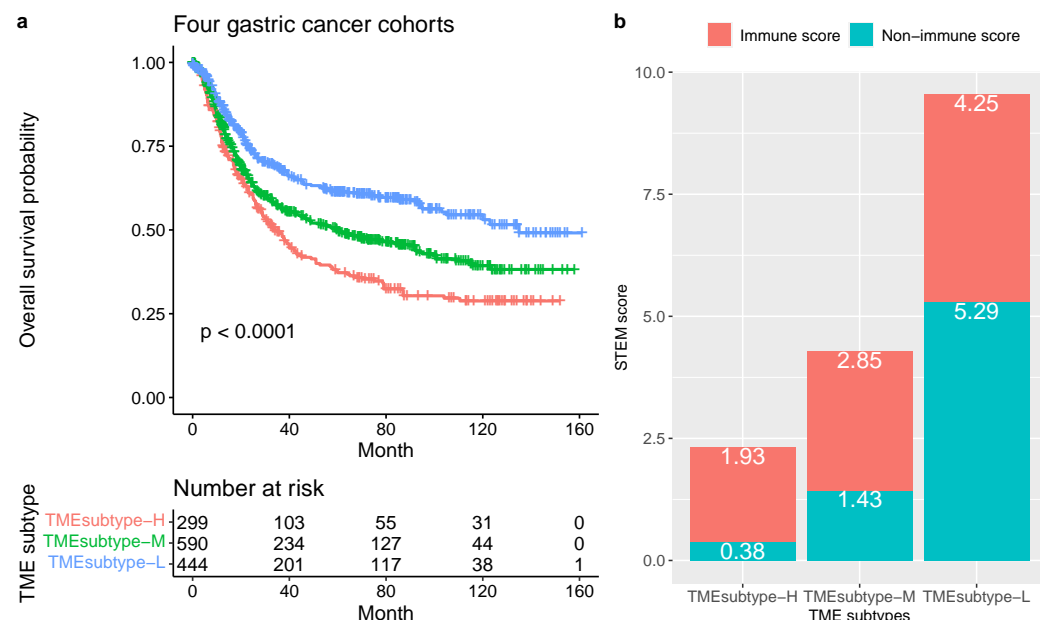 a
Four gastric cancer cohorts
Overall survival probability
1.00
0.75
0.50
0.25
0.00
p < 0.0001
0 40 80 120 160
Month
Number at risk
TME subtype
TMEsubtype−H 299 103 55 31 0
TMEsubtype−M 590 234 127 44 0
TMEsubtype−L 444 201 117 38 1
0 40 80 120 160
Month
b
Immune score Non−immune score
STEM score
10.0
7.5
5.0
2.5
0.0
1.93
0.38
2.85
1.43
4.25
5.29
TMEsubtype−H TMEsubtype−M TMEsubtype−L
TME subtypes